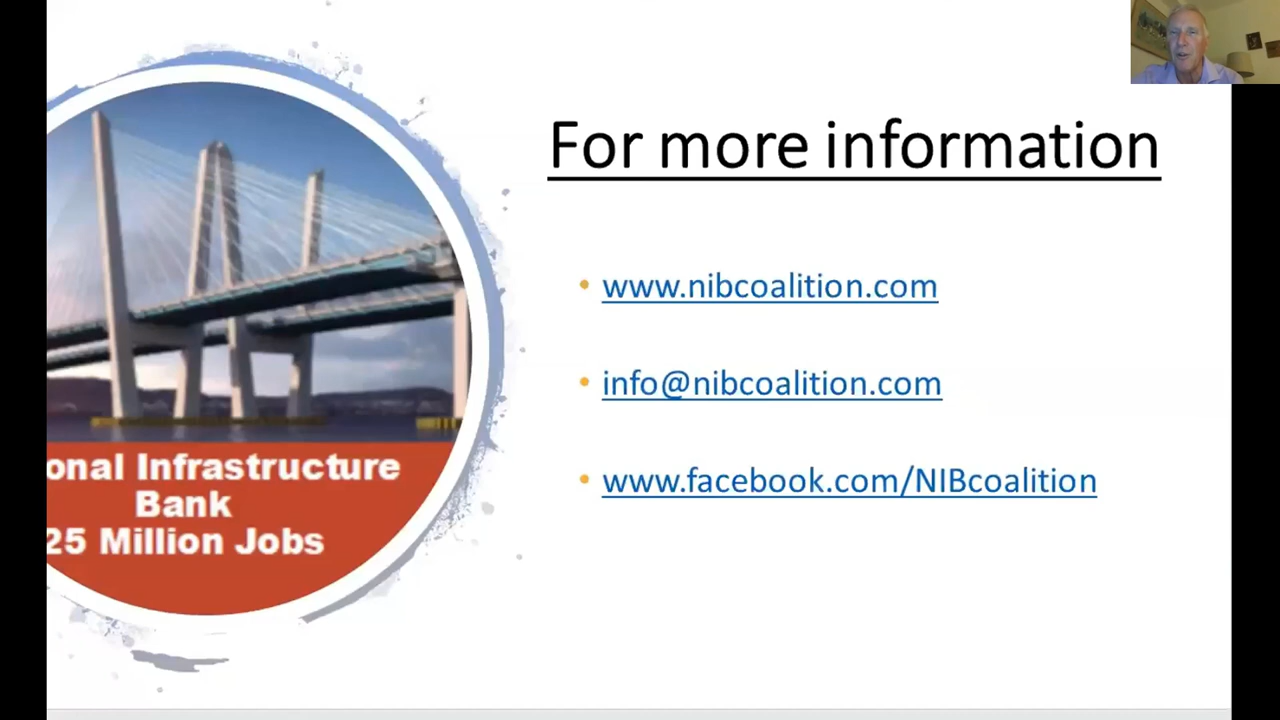 For more information
• www.nibcoalition.com
• info@nibcoalition.com
• www.facebook.com/NIBcoalition
onal Infrastructure
Bank
25 Million Jobs